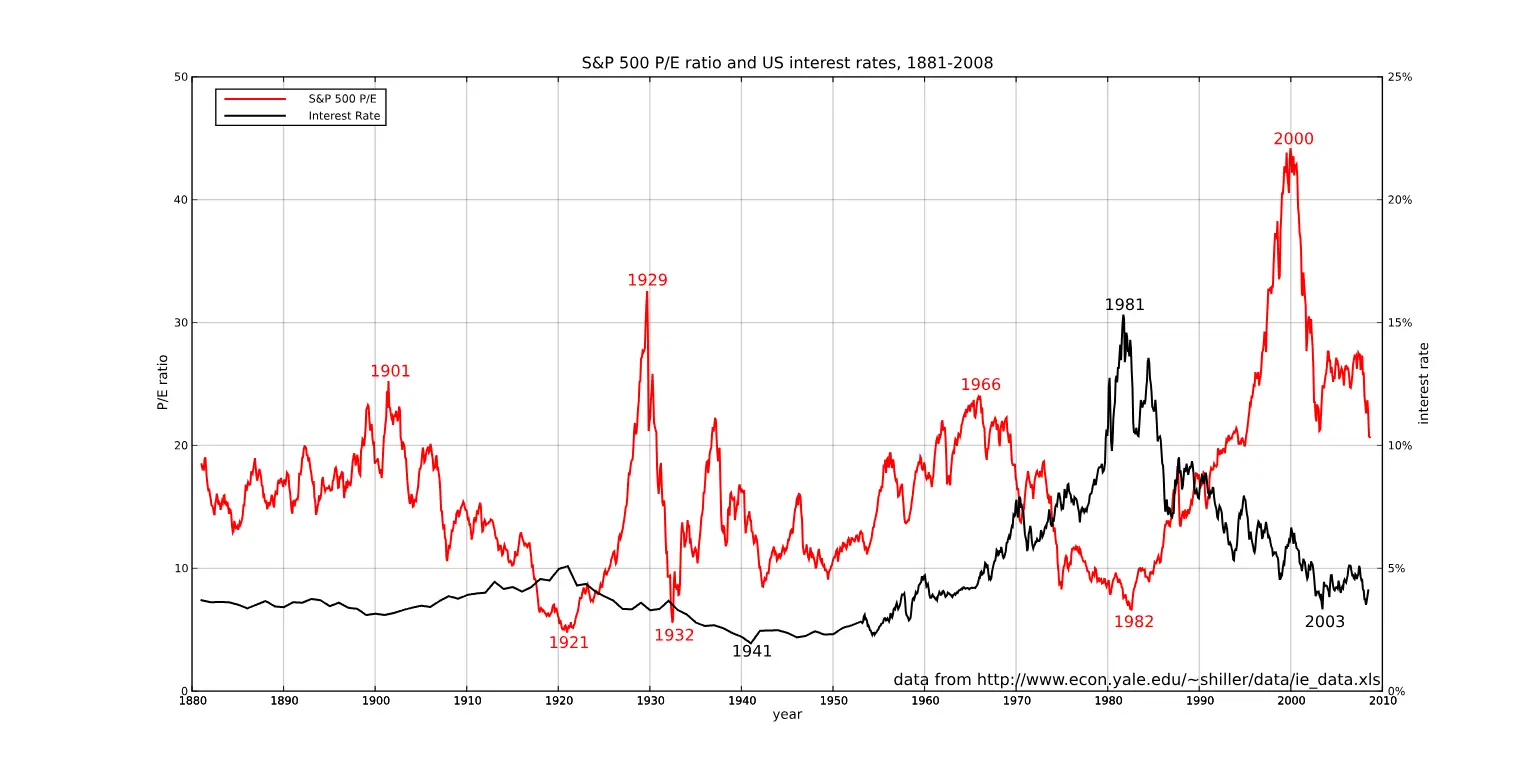 S&P 500 P/E ratio and US interest rates, 1881-2008
50
25%
S&P 500 P/E
Interest Rate
2000
40
20%
1929
1981
30
15%
1901
1966
P/E ratio
interest rate
20
10%
10
5%
1982
2003
1921
1932
1941
data from http://www.econ.yale.edu/~shiller/data/ie_data.xls
0
0%
1880 1890 1900 1910 1920 1930 1940 1950 1960 1970 1980 1990 2000 2010
year